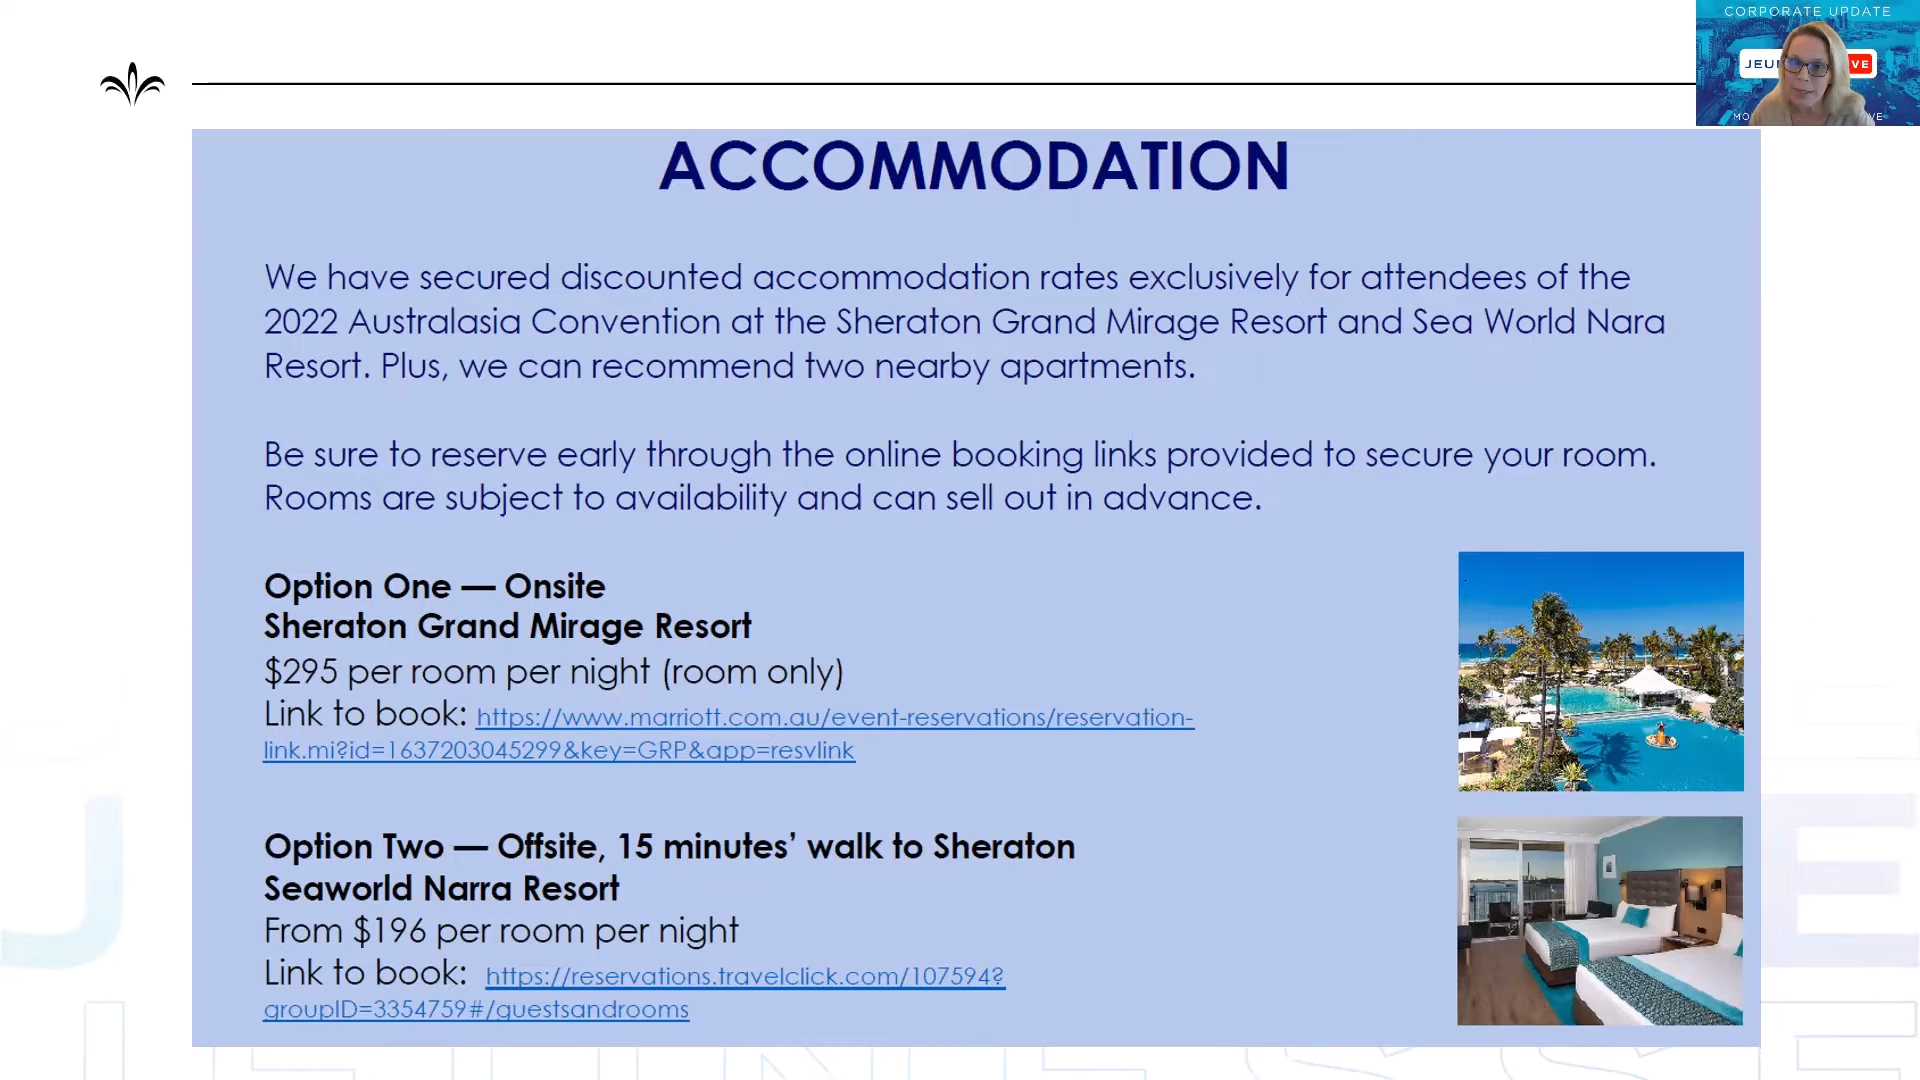 CORPORATE UPDATE
JEU VE
ACCOMMODATION
We have secured discounted accommodation rates exclusively for attendees of the
2022 Australasia Convention at the Sheraton Grand Mirage Resort and Sea World Nara
Resort. Plus, we can recommend two nearby apartments.
Be sure to reserve early through the online booking links provided to secure your room.
Rooms are subject to availability and can sell out in advance.
Option One — Onsite
Sheraton Grand Mirage Resort
$295 per room per night (room only)
Link to book: https://www.marriott.com.au/event-reservations/reservation-
link.mi?id=1637203045299&key=GRP&app=resvlink
Option Two — Offsite, 15 minutes’ walk to Sheraton
Seaworld Narra Resort
From $196 per room per night
Link to book: https://reservations.travelclick.com/107594?
groupID=3354759#/guestsandrooms
JEUNESSE